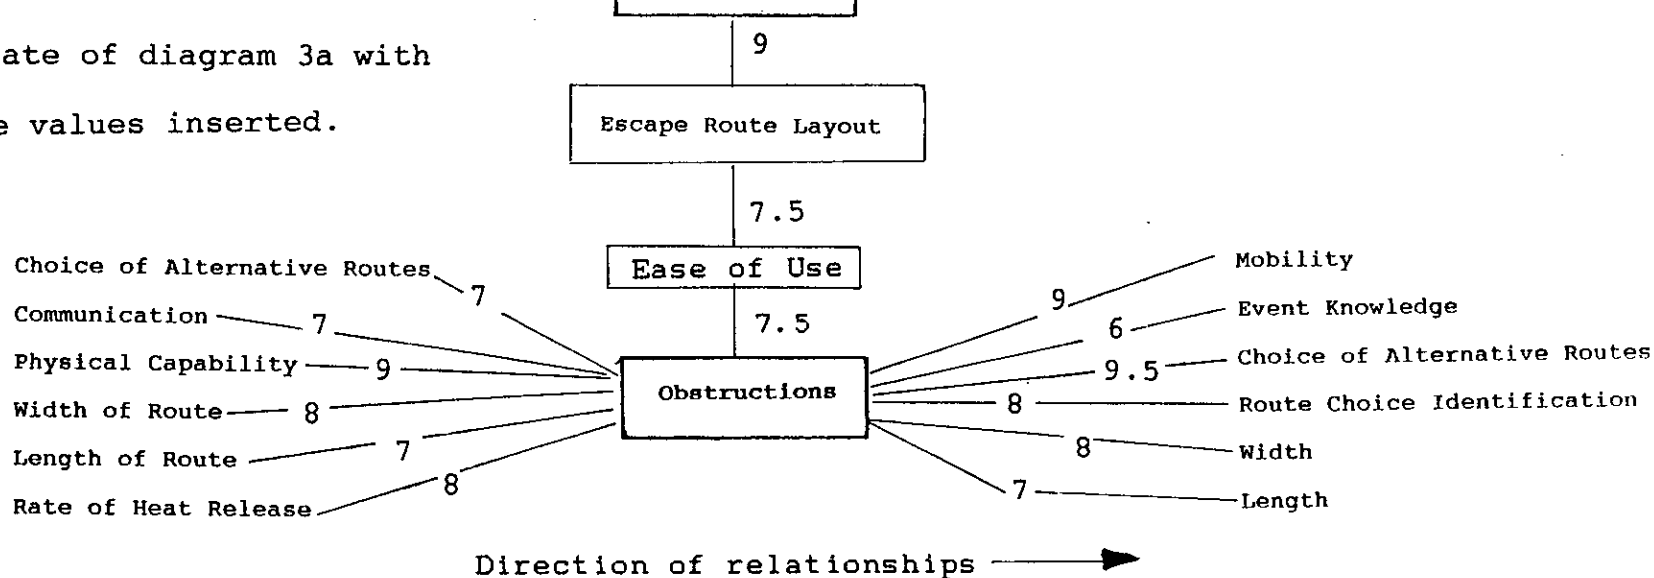 9
ate of diagram 3a with
Escape Route Layout
e values inserted.
7.5
Choice of Alternative Routes
7
Ease of Use
Mobility
9
Communication
7
7.5
Event Knowledge
6
Physical Capability
9
Obstructions
Choice of Alternative Routes
9.5
Width of Route
8
Route Choice Identification
8
Length of Route
7
Width
8
Rate of Heat Release
8
Length
7
Direction of relationships